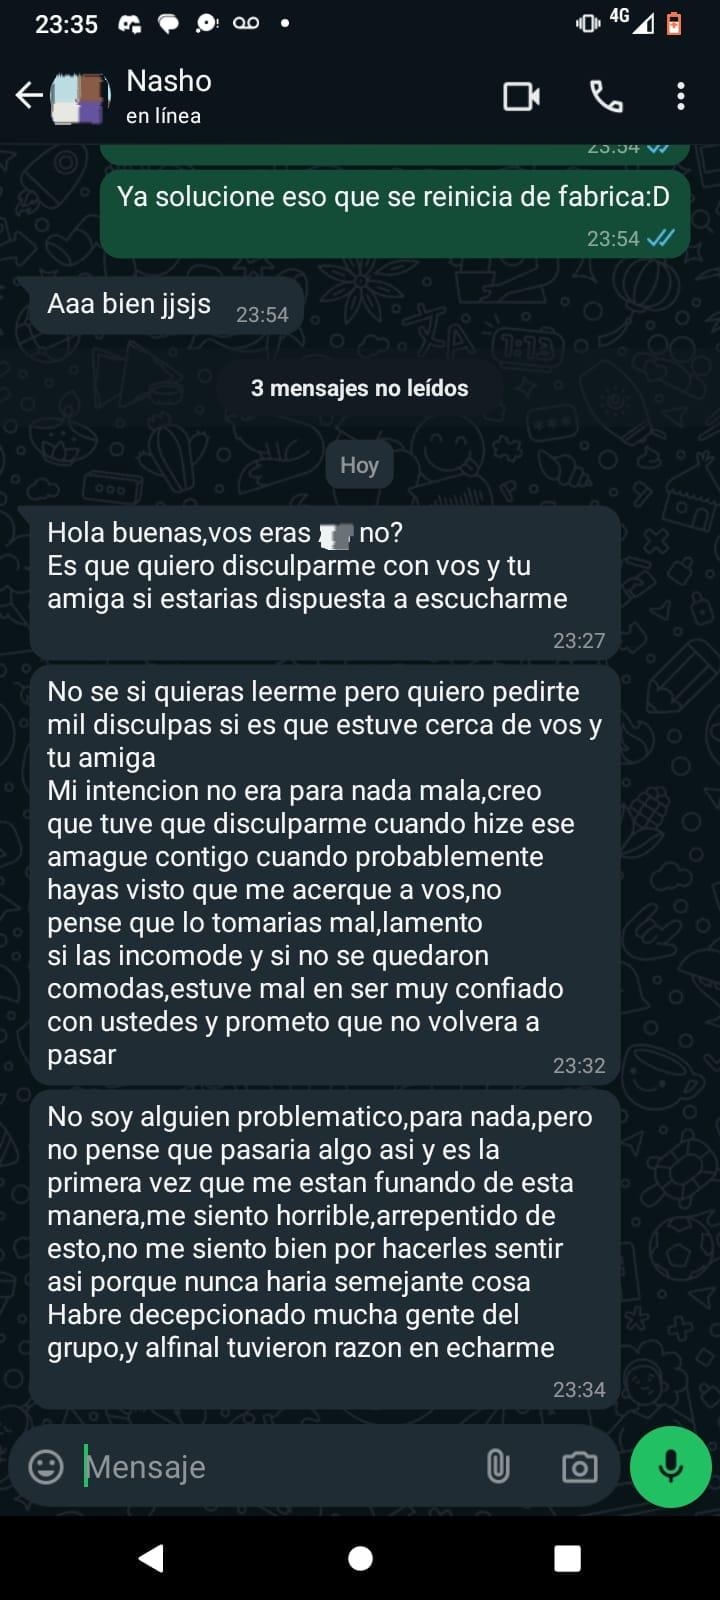 23:35
4G
Nasho
en línea
23:54
Ya solucione eso que se reinicia de fabrica:D
23:54
Aaa bien jjsjs 23:54
3 mensajes no leídos
Hoy
Hola buenas,vos eras no?
Es que quiero disculparme con vos y tu
amiga si estarias dispuesta a escucharme
23:27
No se si quieras leerme pero quiero pedirte
mil disculpas si es que estuve cerca de vos y
tu amiga
Mi intencion no era para nada mala,creo
que tuve que disculparme cuando hize ese
amague contigo cuando probablemente
hayas visto que me acerque a vos,no
pense que lo tomarias mal,lamento
si las incomode y si no se quedaron
comodas,estuve mal en ser muy confiado
con ustedes y prometo que no volvera a
pasar
23:32
No soy alguien problematico,para nada,pero
no pense que pasaria algo asi y es la
primera vez que me estan funando de esta
manera,me siento horrible,arrepentido de
esto,no me siento bien por hacerles sentir
asi porque nunca haria semejante cosa
Habre decepcionado mucha gente del
grupo,y alfinal tuvieron razon en echarme
23:34
Mensaje